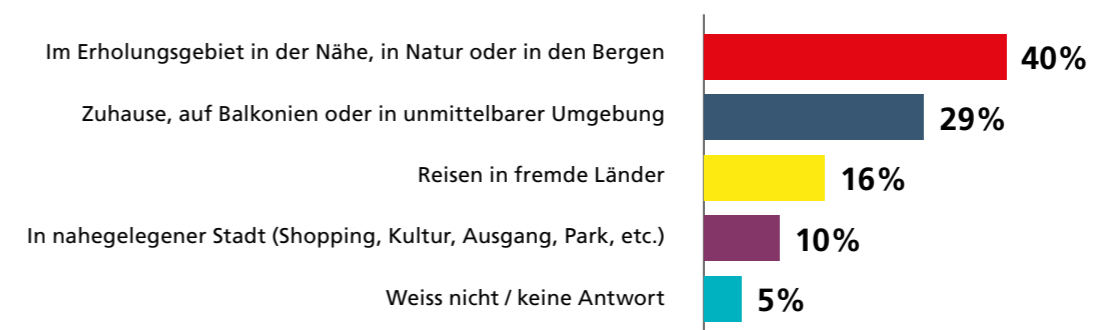 Im Erholungsgebiet in der Nähe, in Natur oder in den Bergen 40%
Zuhause, auf Balkonien oder in unmittelbarer Umgebung 29%
Reisen in fremde Länder 16%
In nahegelegener Stadt (Shopping, Kultur, Ausgang, Park, etc.) 10%
Weiss nicht / keine Antwort 5%